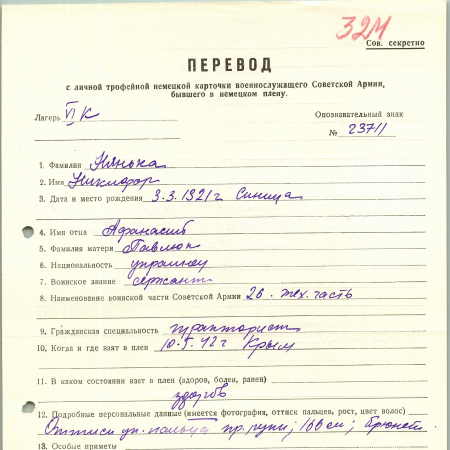 324
Сов. секретно
ПЕРЕВОД
с личной трофейной немецкой карточки военнослужащего Советской Армии,
бывшего в немецком плену.
Лагерь VI К Опознавательный знак
№ 23711
1. Фамилия Нянька
2. Имя Никифор
3. Дата и место рождения 3.3.1921 г Синица
4. Имя отца Афанасий
5. Фамилия матери Павлюк
6. Национальность украинец
7. Воинское звание сержант
8. Наименование воинской части Советской Армии 26. тех. часть
9. Гражданская специальность тракторист
10. Когда и где взят в плен 10.5.42 г Крым
11. В каком состоянии взят в плен (здоров, болен, ранен)
здоров
12. Подробные персональные данные (имеется фотография, оттиск пальцев, рост, цвет волос)
Оттиск ук. пальца пр. руки; 166 см; брюнет.
13. Особые приметы